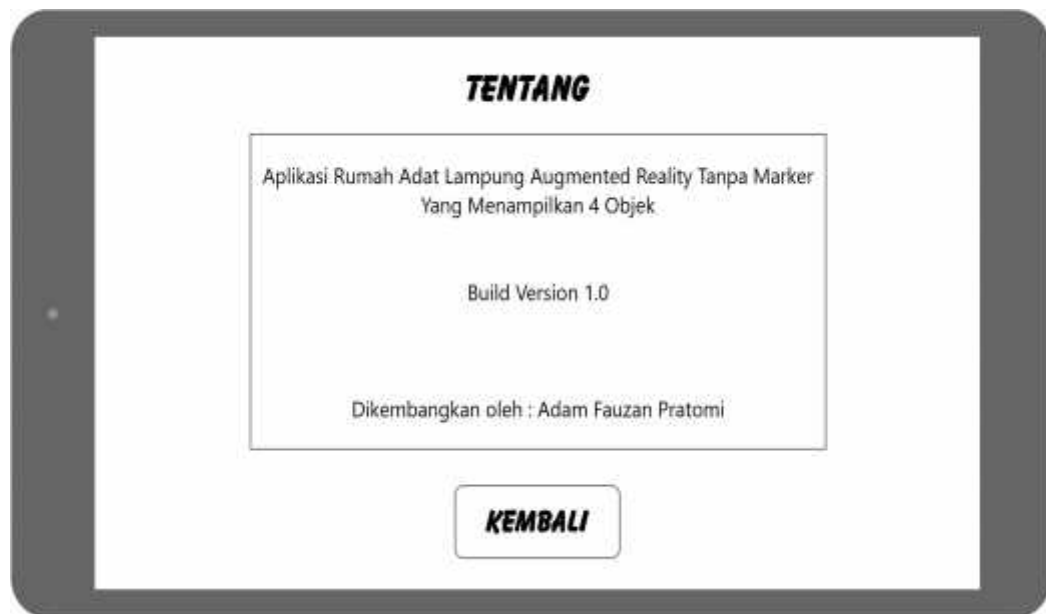 TENTANG
Aplikasi Rumah Adat Lampung Augmented Reality Tanpa Marker
Yang Menampilkan 4 Objek
Build Version 1.0
Dikembangkan oleh : Adam Fauzan Pratomi
KEMBALI